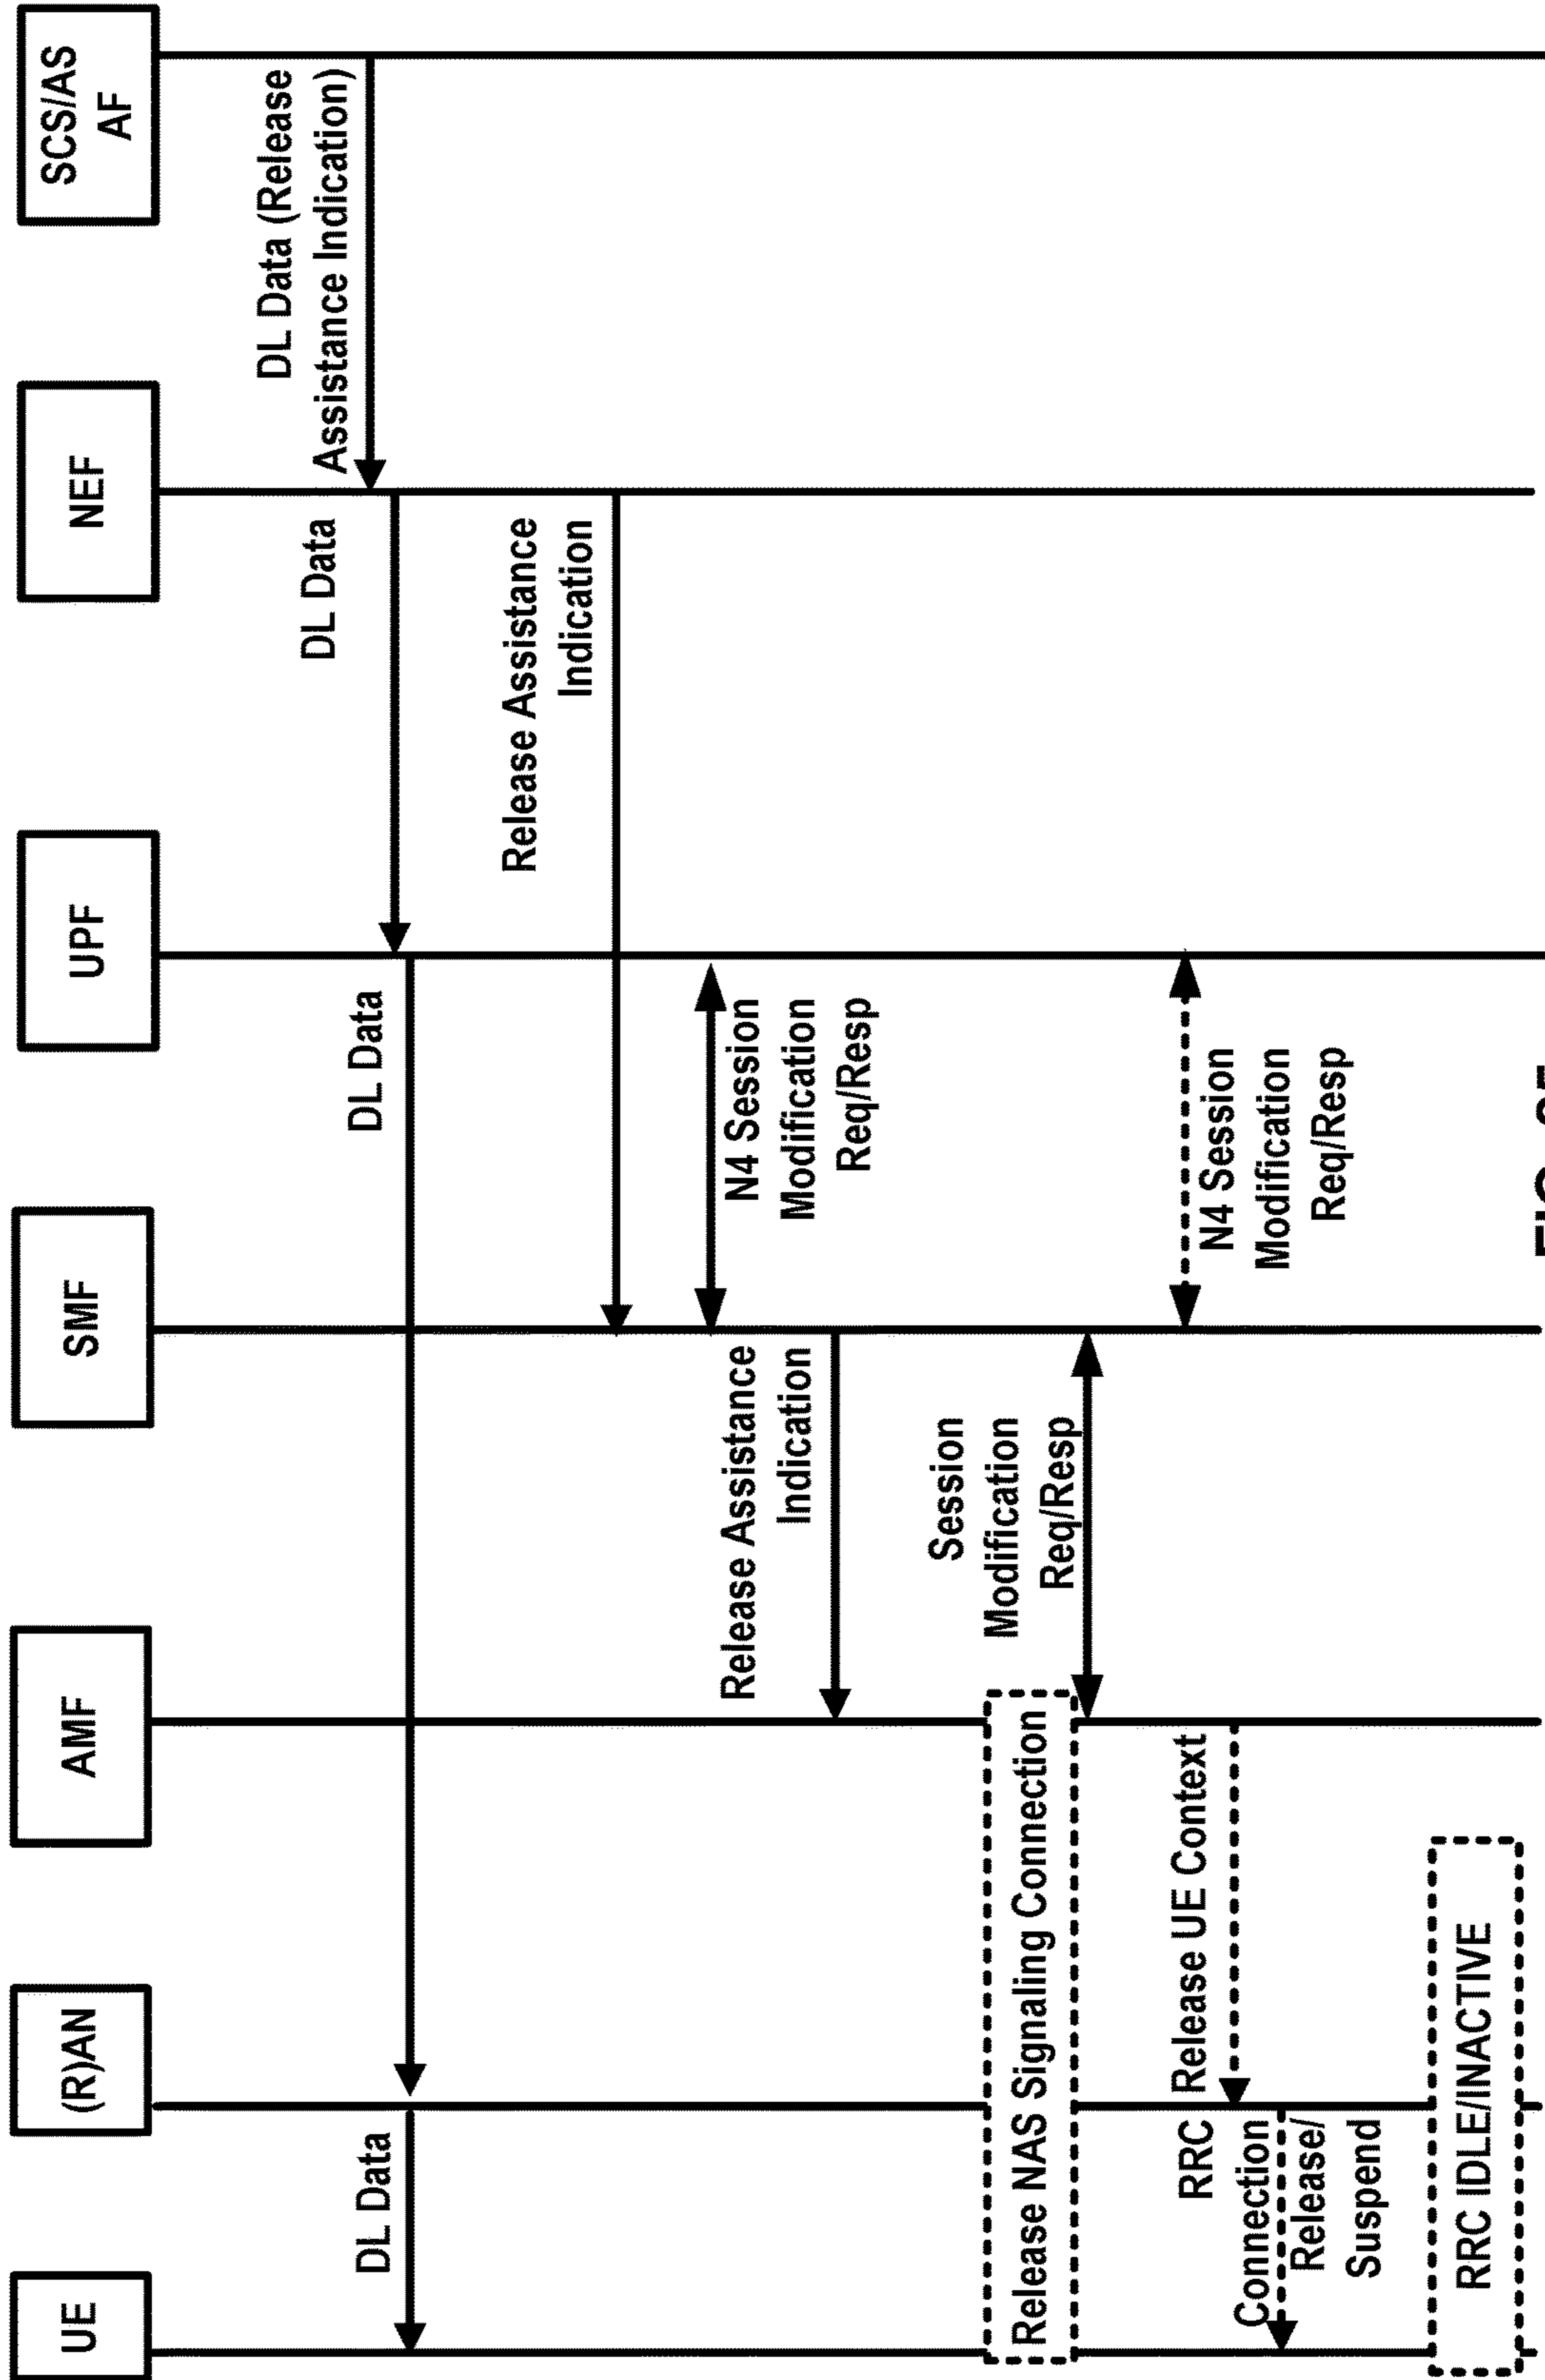 UE
(R)AN
AMF
SMF
UPF
NEF
SCS/AS
AF
DL Data (Release
Assistance Indication)
DL Data
DL Data
DL Data
Release Assistance
Indication
N4 Session
Modification
Req/Resp
Release Assistance
Indication
Release NAS Signaling Connection
Session
Modification
Req/Resp
N4 Session
Modification
Req/Resp
Release UE Context
RRC
Connection
Release/
Suspend
RRC IDLE/INACTIVE